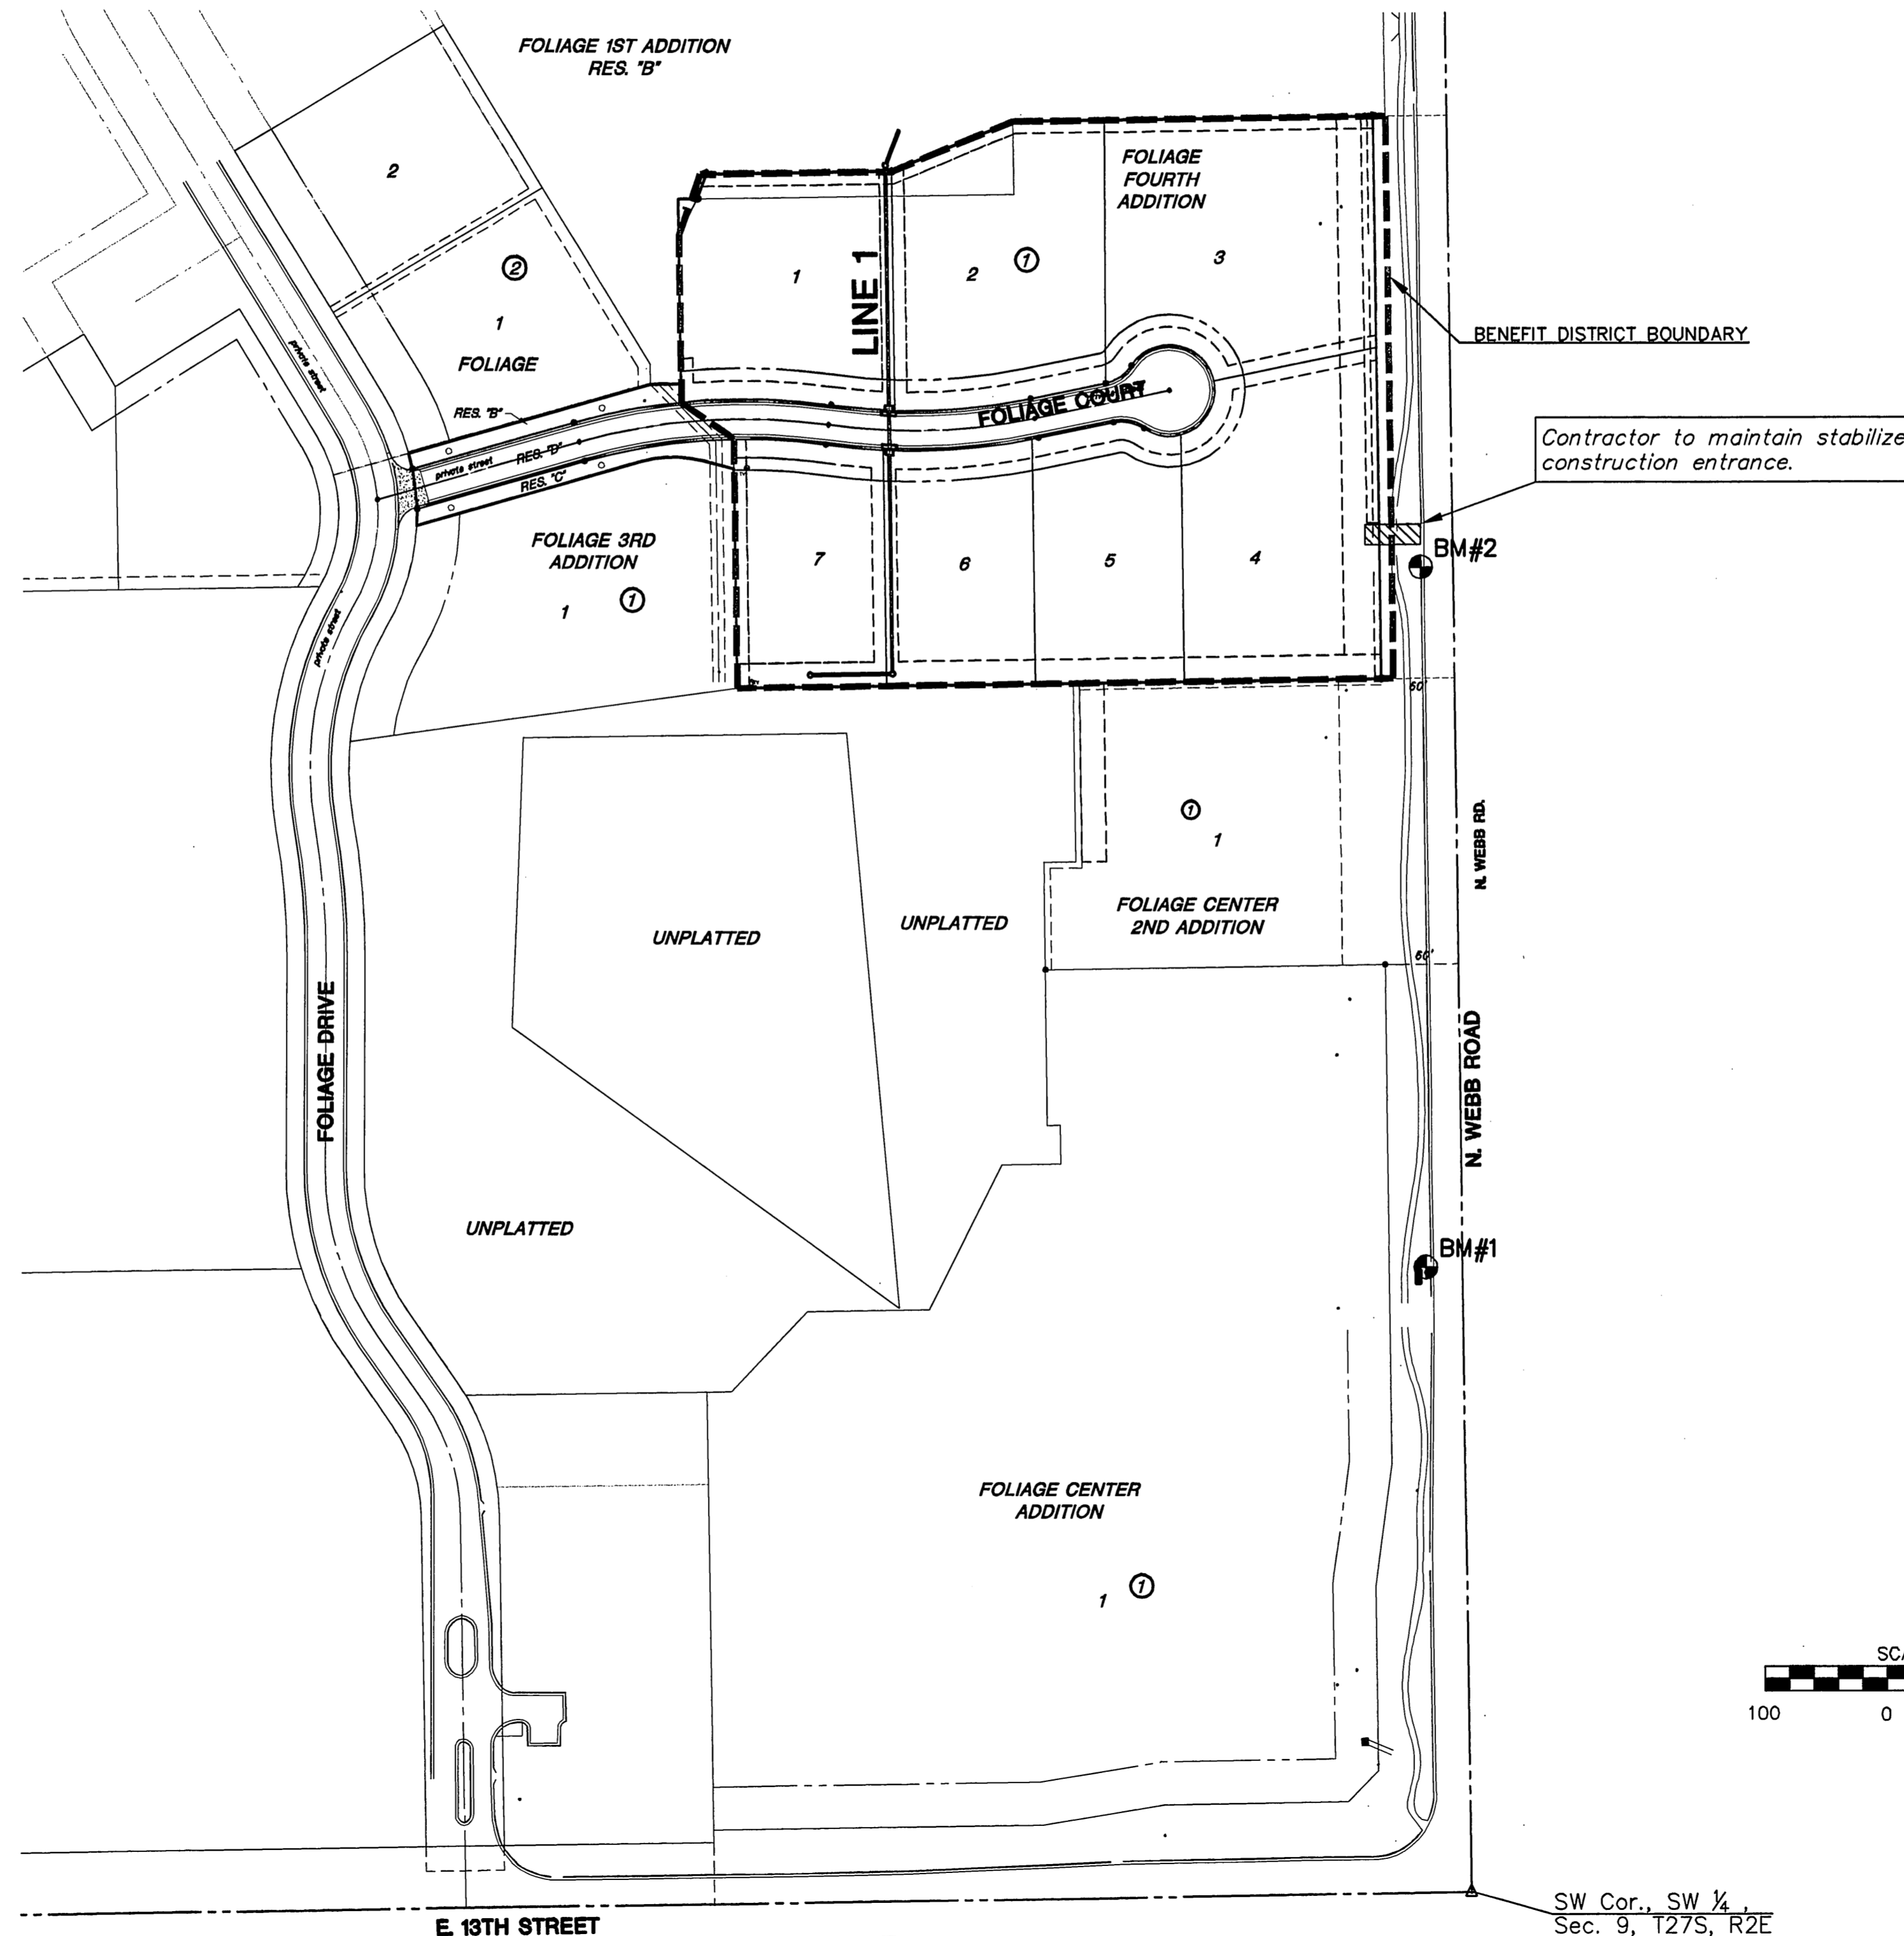 FOLIAGE 1ST ADDITION
RES. "B"
2
FOLIAGE
FOURTH
ADDITION
2
1
FOLIAGE
1
LINE 1
2
1
3
BENEFIT DISTRICT BOUNDARY
private street
RES. "B"
FOLIAGE COURT
private street
RES. "D"
RES. "C"
Contractor to maintain stabilize
construction entrance.
FOLIAGE 3RD
ADDITION
1
1
7
6
5
4
BM#2
private street
60'
1
1
N. WEBB RD.
FOLIAGE CENTER
2ND ADDITION
UNPLATTED
UNPLATTED
60'
FOLIAGE DRIVE
N. WEBB ROAD
UNPLATTED
BM#1
FOLIAGE CENTER
ADDITION
1
1
SCA
100
0
SW Cor., SW ¼ ,
Sec. 9, T27S, R2E
E. 13TH STREET